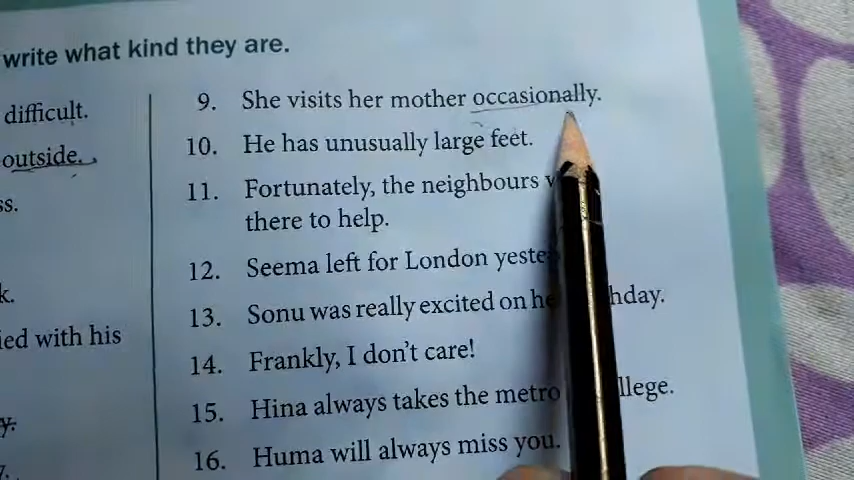 write what kind they are.
difficult.
outside.
ss.
k.
ied with his
y.
9. She visits her mother occasionally.
10. He has unusually large feet.
11. Fortunately, the neighbours
there to help.
12. Seema left for London
13. Sonu was really excited on
14. Frankly, I don't care!
15. Hina always takes the metro
16. Huma will always miss you.